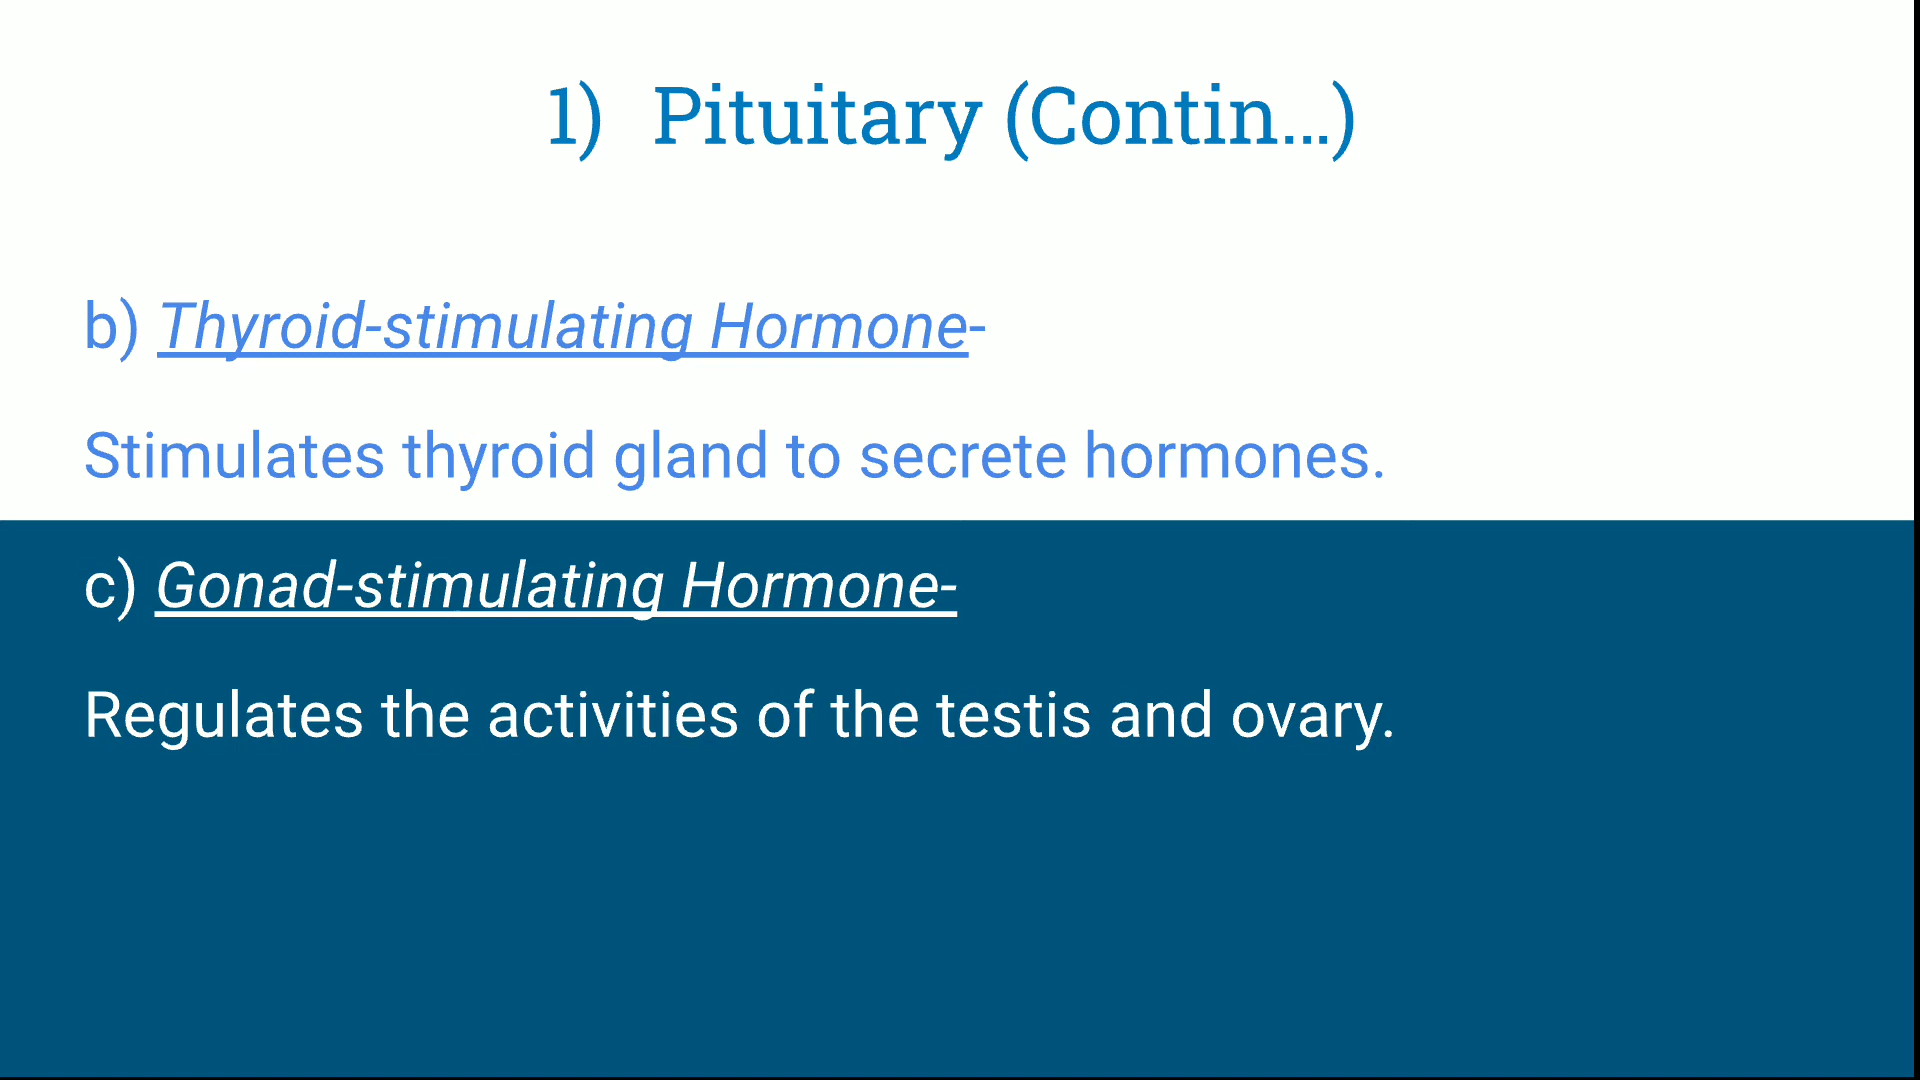 1) Pituitary (Contin...)
b) Thyroid-stimulating Hormone-
Stimulates thyroid gland to secrete hormones.
c) Gonad-stimulating Hormone-
Regulates the activities of the testis and ovary.